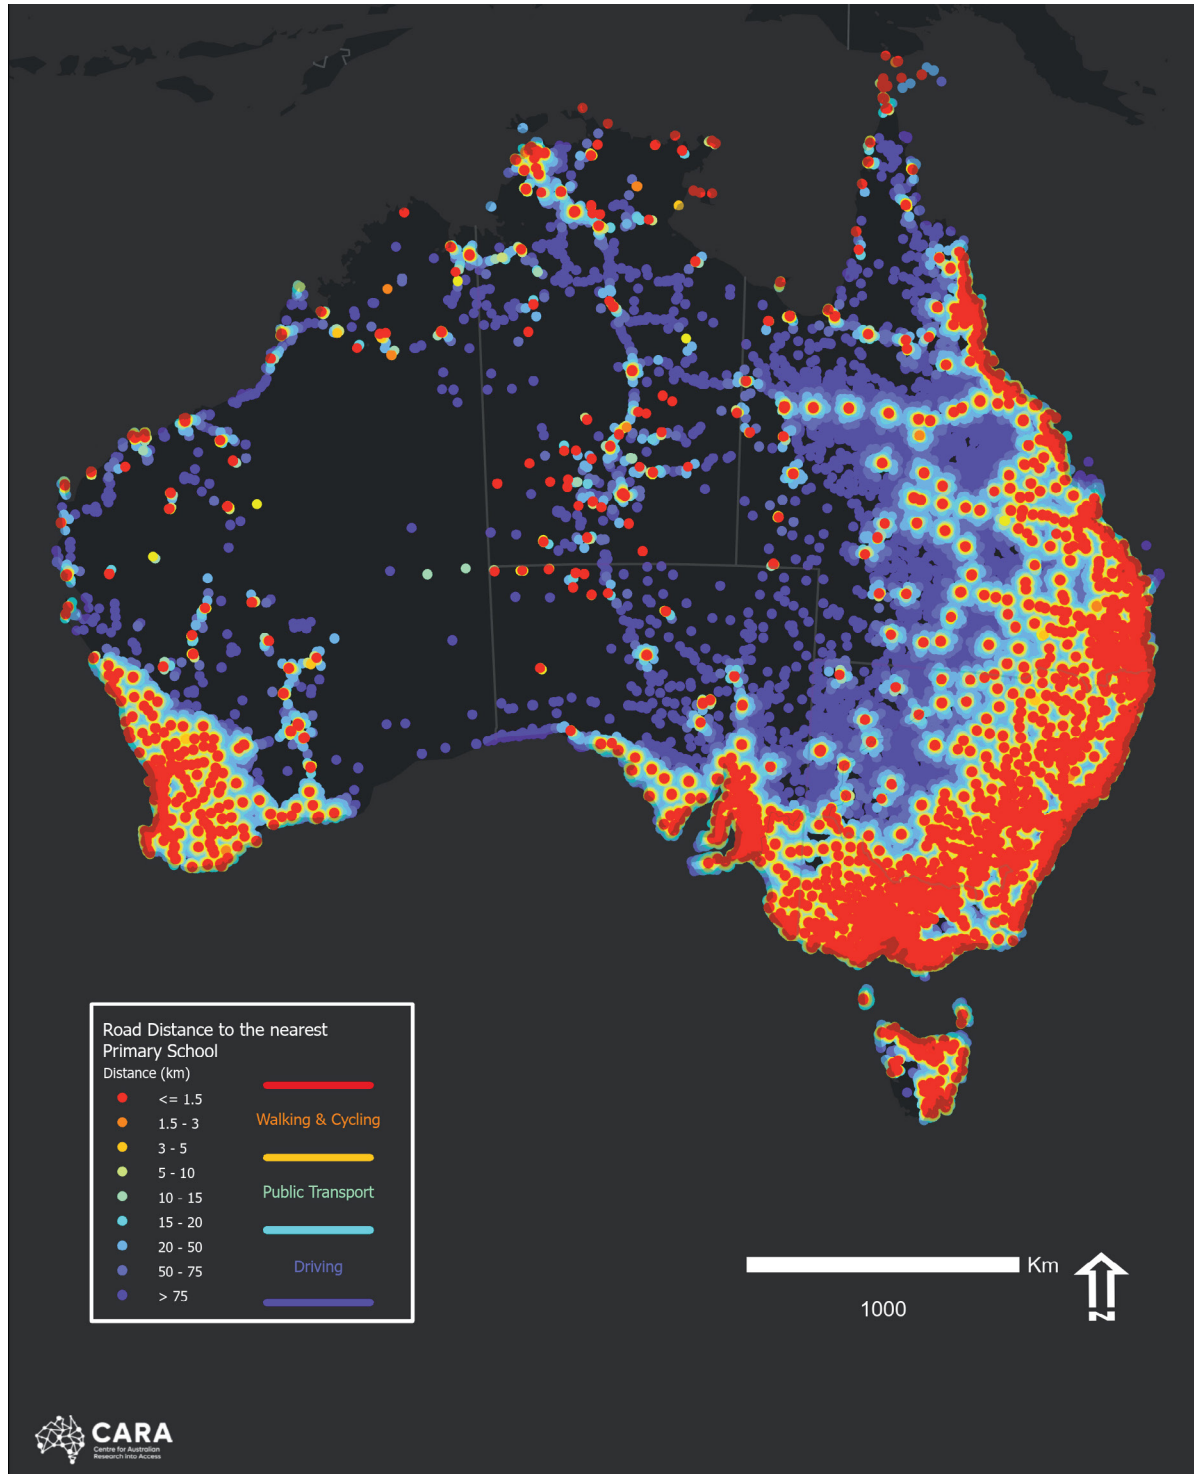 Road Distance to the nearest
Primary School
Distance (km)
<= 1.5
1.5 - 3
3 - 5
5 - 10
10 - 15
15 - 20
20 - 50
50 - 75
> 75
Walking & Cycling
Public Transport
Driving
Km
1000
N
CARA
Centre for Australian
Research into Access